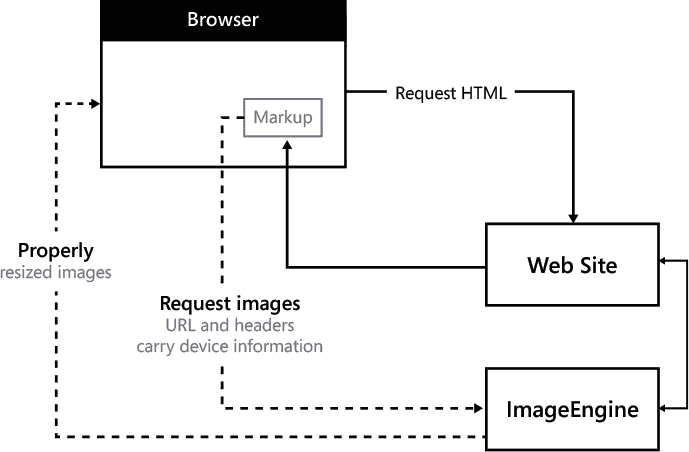 Browser
Request HTML
Markup
Properly
resized images
Web Site
Request images
URL and headers
carry device information
ImageEngine